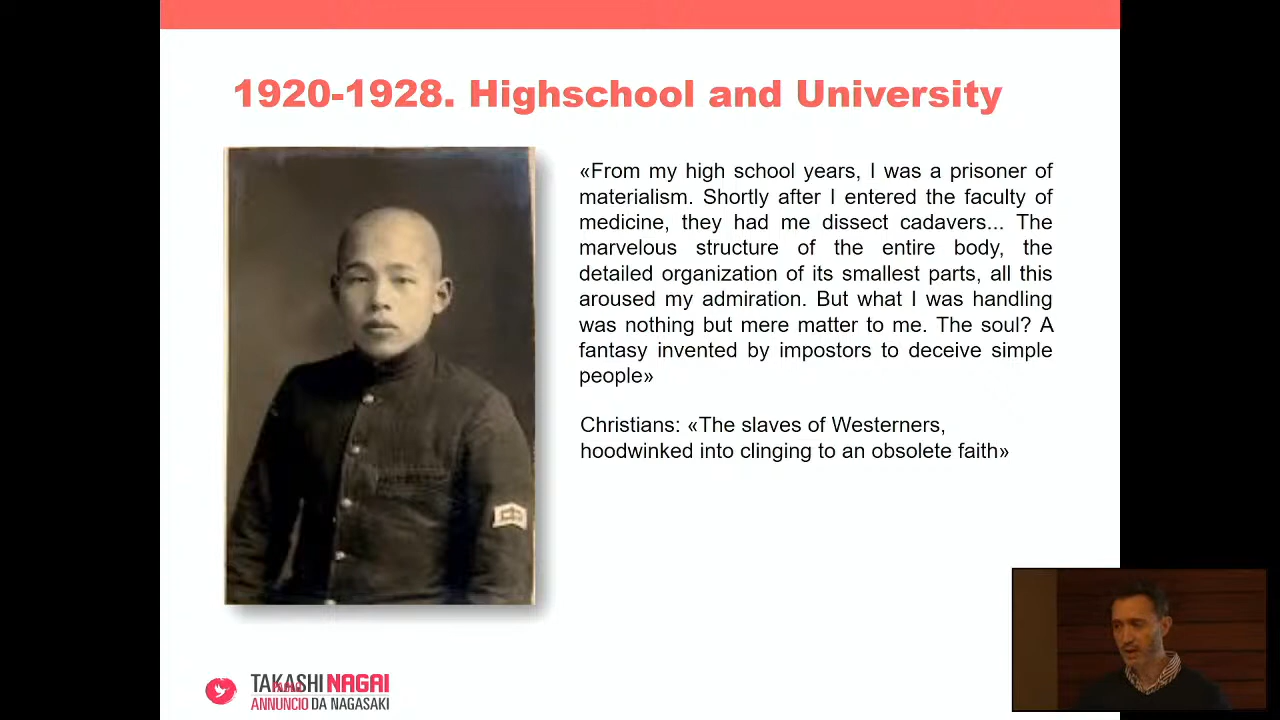 1920-1928. Highschool and University
«From my high school years, I was a prisoner of
materialism. Shortly after I entered the faculty of
medicine, they had me dissect cadavers... The
marvelous structure of the entire body, the
detailed organization of its smallest parts, all this
aroused my admiration. But what I was handling
was nothing but mere matter to me. The soul? A
fantasy invented by impostors to deceive simple
people»
Christians: «The slaves of Westerners,
hoodwinked into clinging to an obsolete faith»
中
TAKASHI NAGAI
PAOLO
ANNUNCIO DA NAGASAKI